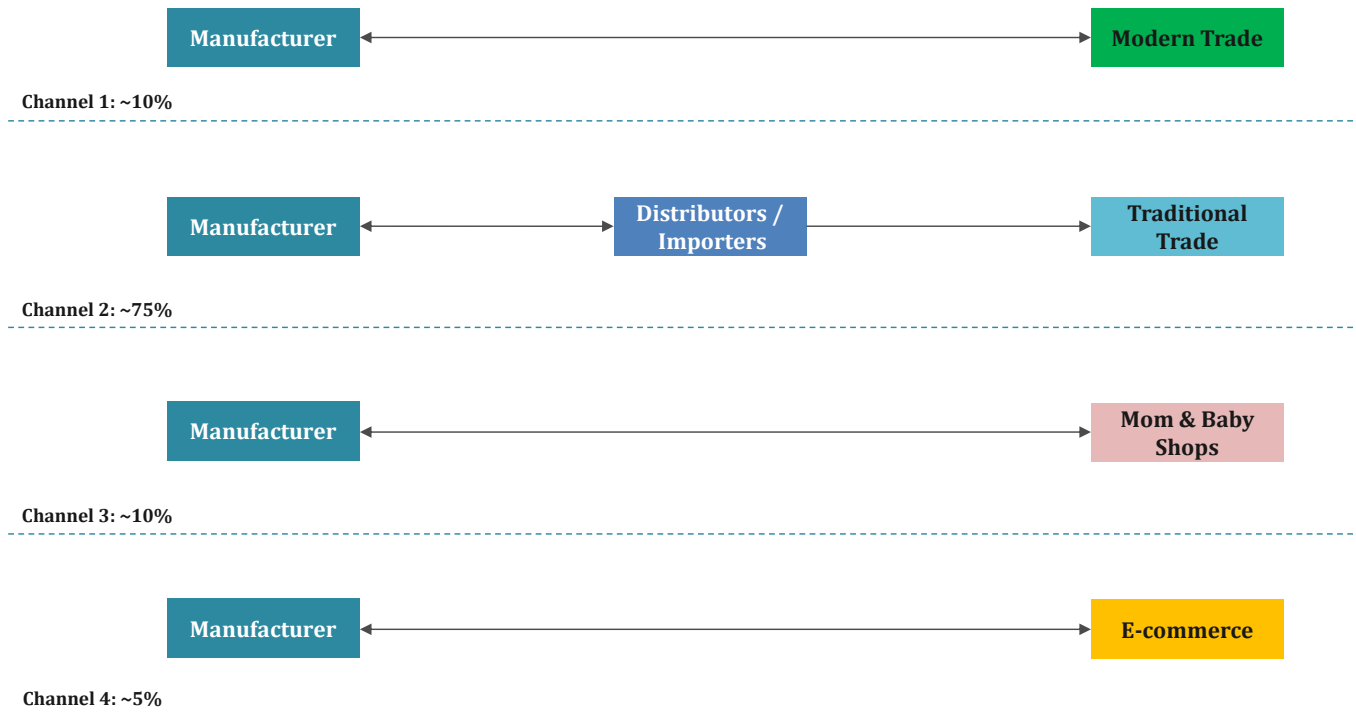 Manufacturer
Modern Trade
Channel 1: ~10%
Manufacturer
Distributors /
Importers
Traditional
Trade
Channel 2: ~75%
Manufacturer
Mom & Baby
Shops
Channel 3: ~10%
Manufacturer
E-commerce
Channel 4: ~5%